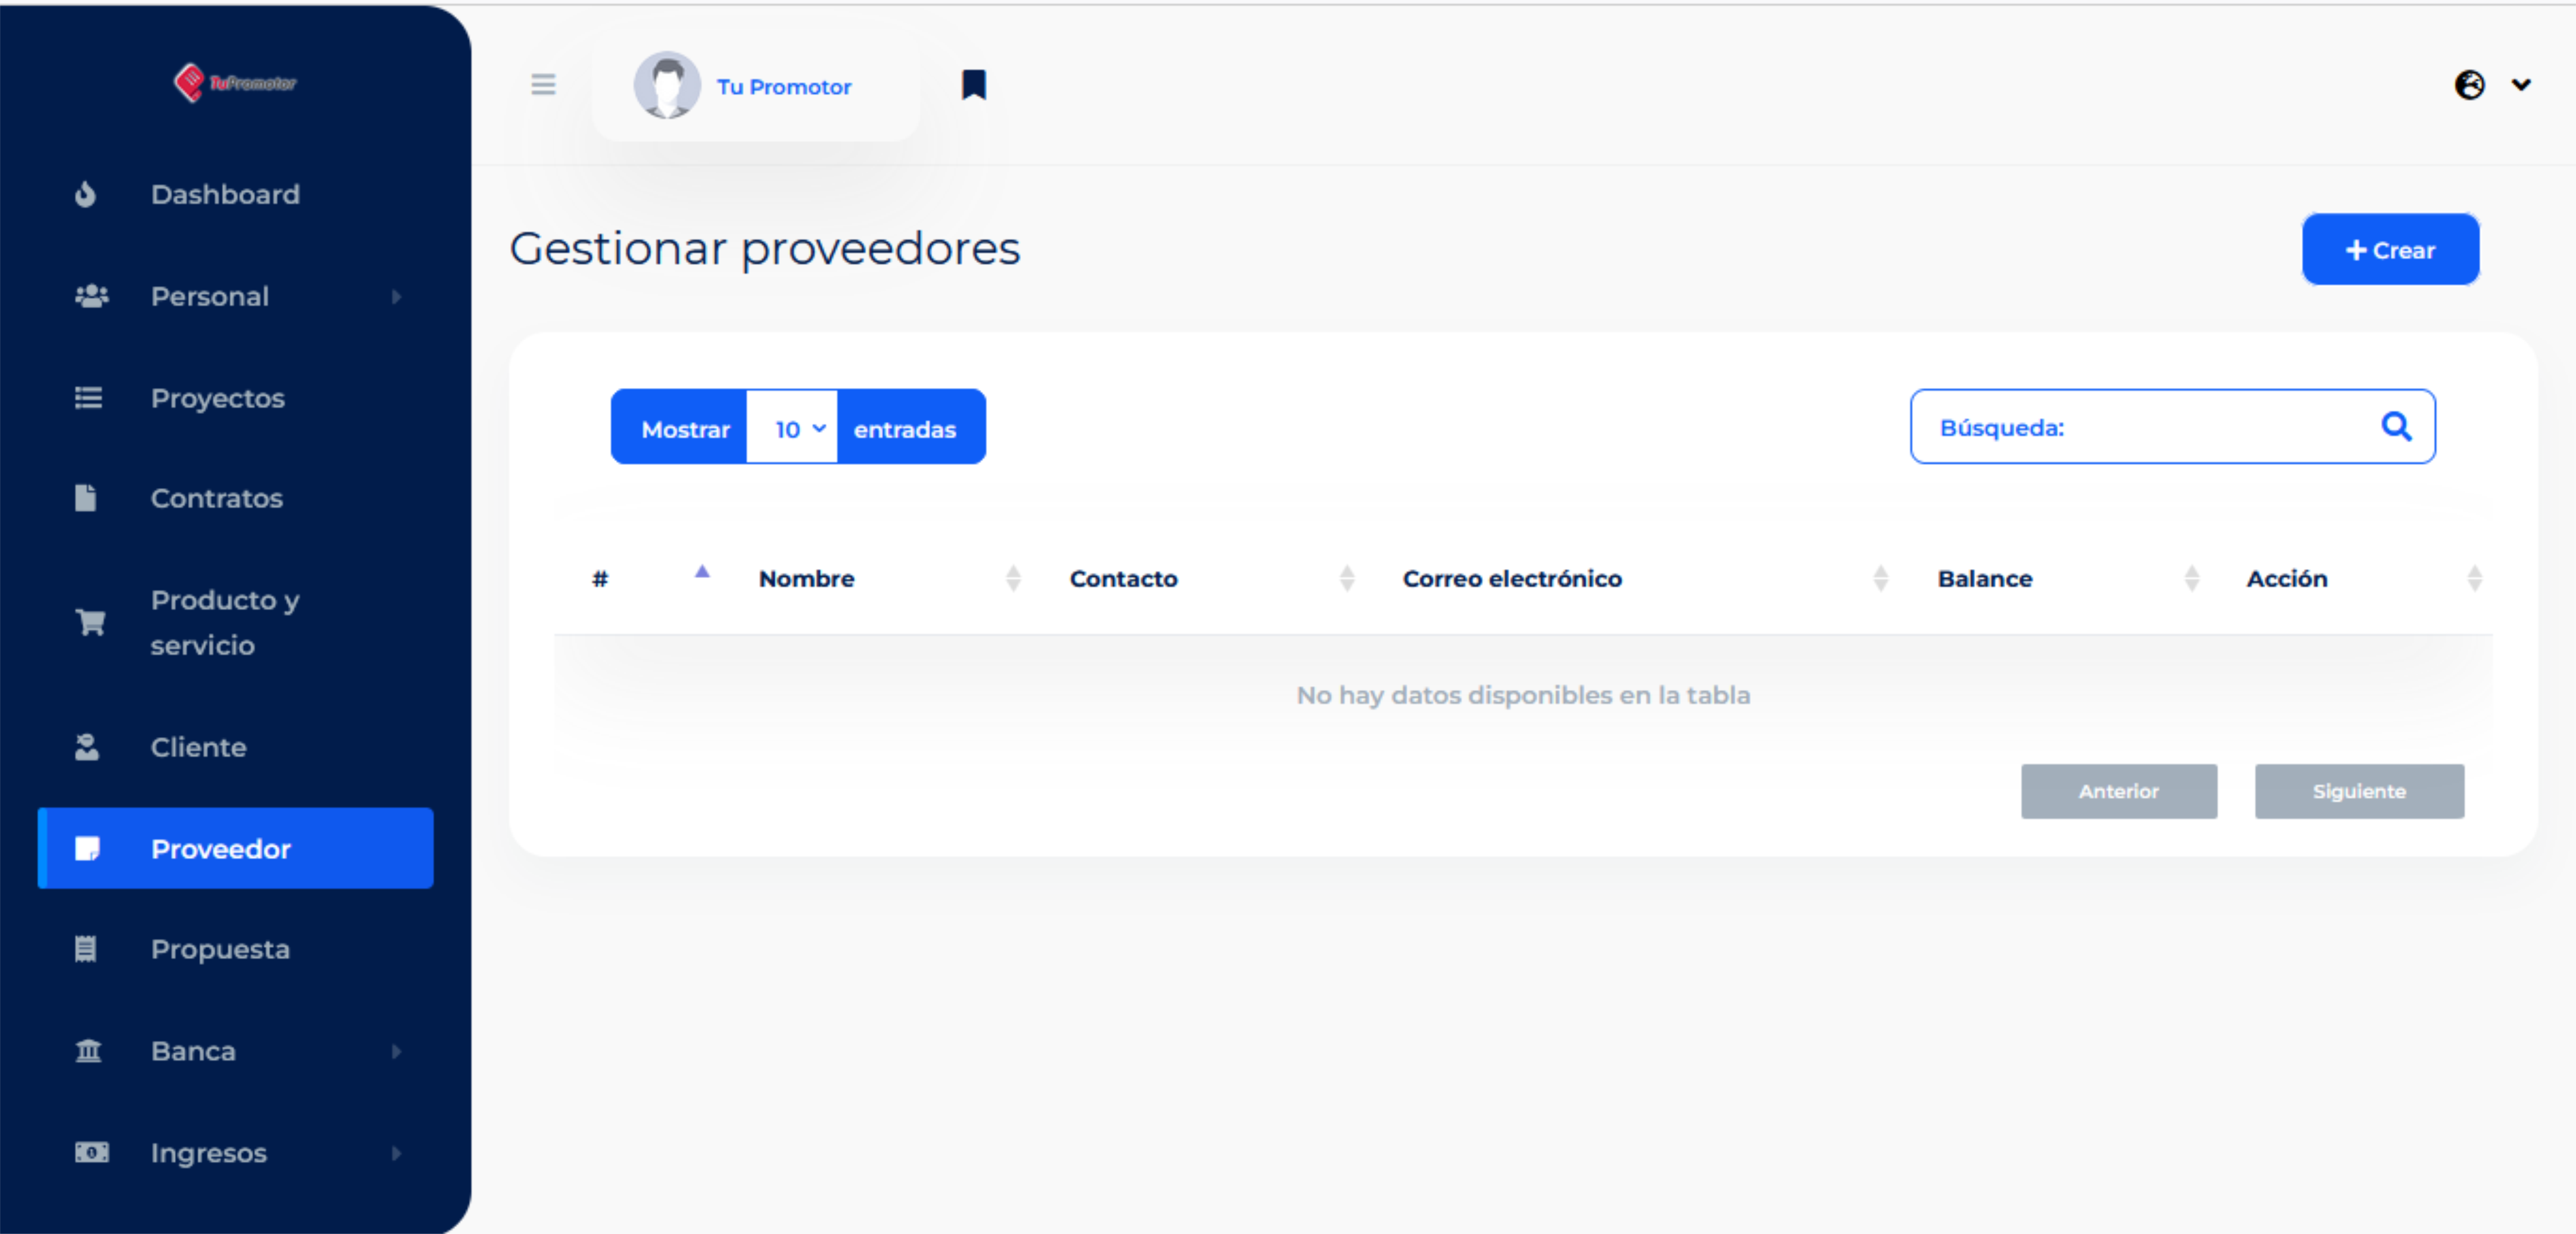 TuPromotor
Dashboard
Personal
Proyectos
Contratos
Producto y
servicio
Cliente
Proveedor
Propuesta
Banca
Ingresos
Tu Promotor
Gestionar proveedores
+ Crear
Mostrar 10 entradas
Búsqueda:
# Nombre Contacto Correo electrónico Balance Acción
No hay datos disponibles en la tabla
Anterior Siguiente